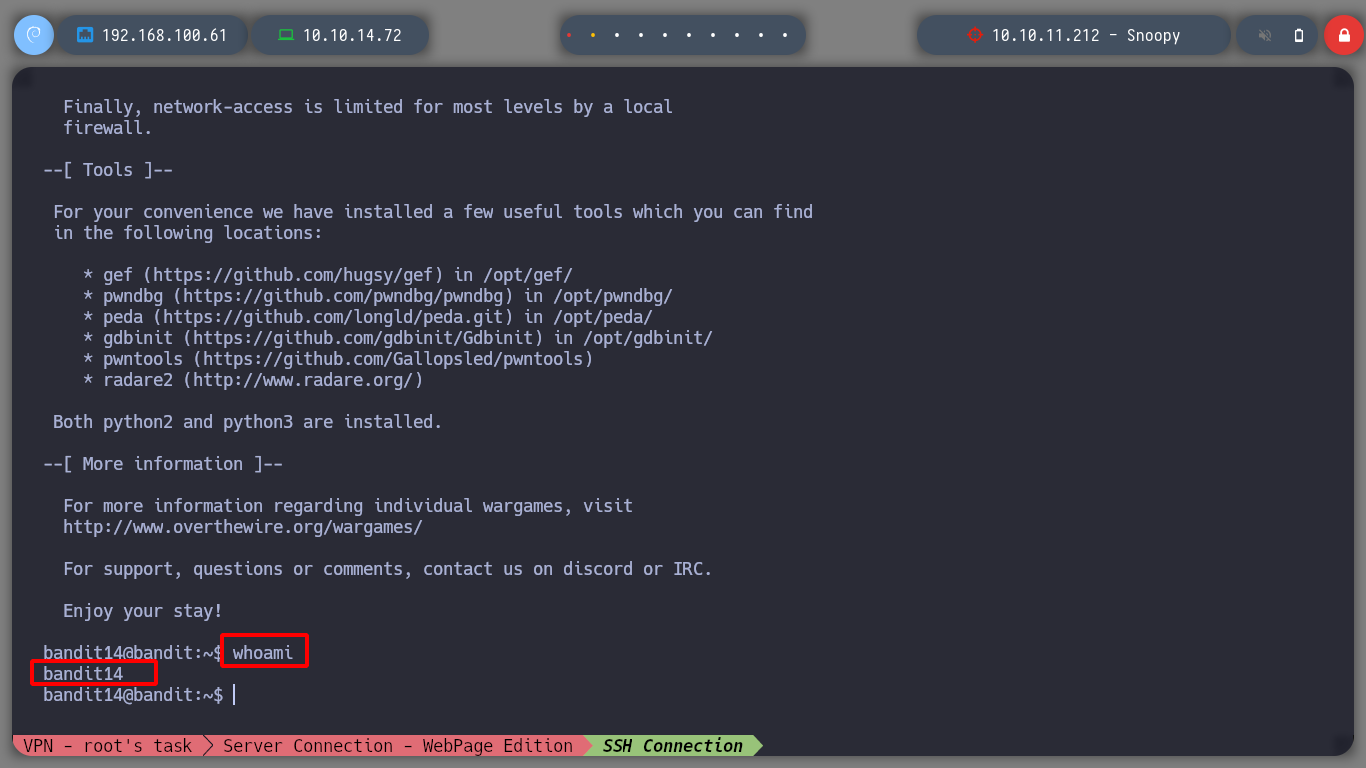 192.168.100.61 10.10.14.72 10.10.11.212 - Snoopy
Finally, network-access is limited for most levels by a local
firewall.
--[ Tools ]--
For your convenience we have installed a few useful tools which you can find
in the following locations:
* gef (https://github.com/hugsy/gef) in /opt/gef/
* pwndbg (https://github.com/pwndbg/pwndbg) in /opt/pwndbg/
* peda (https://github.com/longld/peda.git) in /opt/peda/
* gdbinit (https://github.com/gdbinit/Gdbinit) in /opt/gdbinit/
* pwntools (https://github.com/Gallopsled/pwntools)
* radare2 (http://www.radare.org/)
Both python2 and python3 are installed.
--[ More information ]--
For more information regarding individual wargames, visit
http://www.overthewire.org/wargames/
For support, questions or comments, contact us on discord or IRC.
Enjoy your stay!
bandit14@bandit:~$ whoami
bandit14
bandit14@bandit:~$
VPN - root's task Server Connection - WebPage Edition SSH Connection